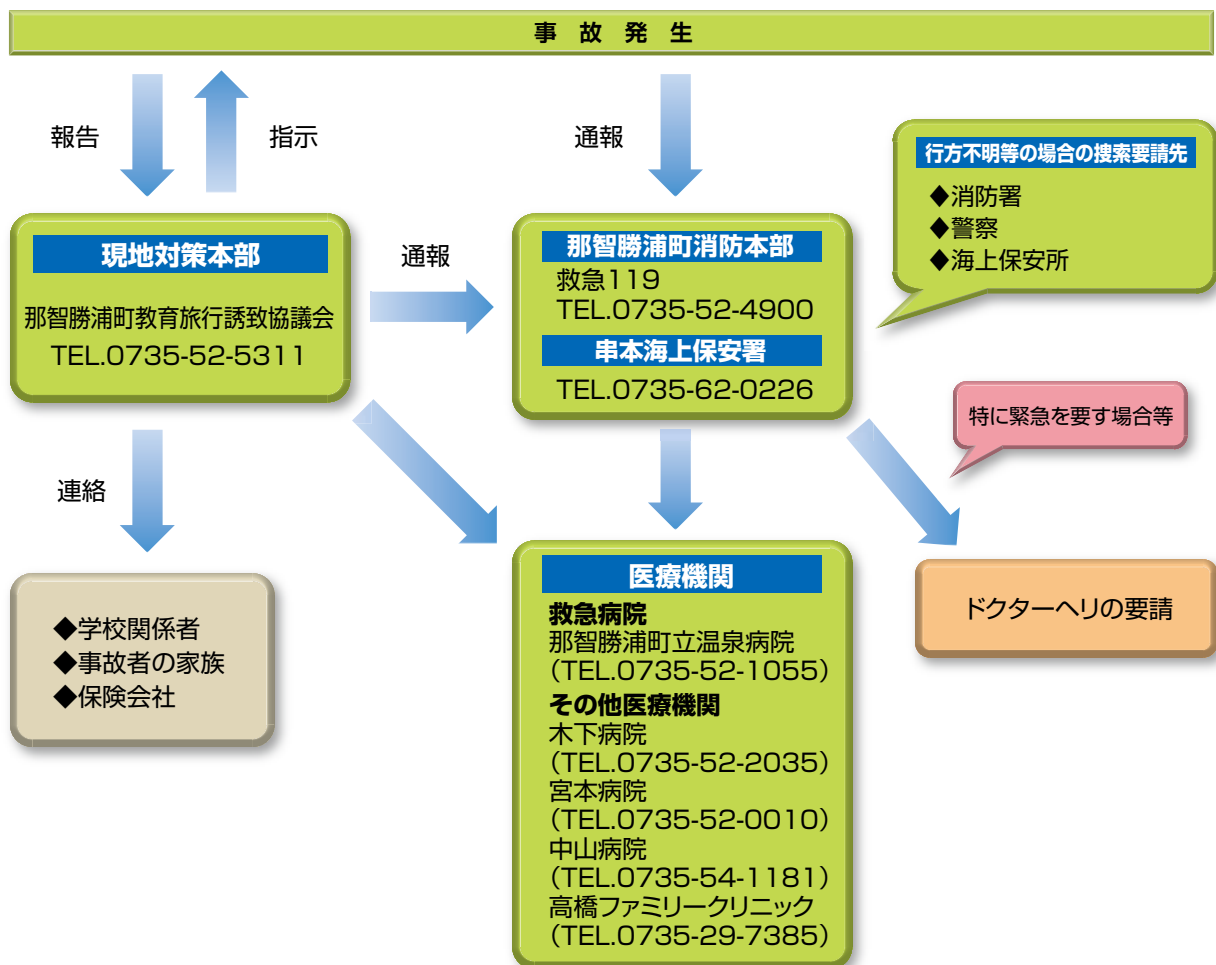 事故発生
報告
指示
通報
行方不明等の場合の捜索要請先
◆消防署
◆警察
◆海上保安所
現地対策本部
那智勝浦町教育旅行誘致協議会
TEL.0735-52-5311
通報
那智勝浦町消防本部
救急119
TEL.0735-52-4900
串本海上保安署
TEL.0735-62-0226
特に緊急を要す場合等
連絡
◆学校関係者
◆事故者の家族
◆保険会社
医療機関
救急病院
那智勝浦町立温泉病院
(TEL.0735-52-1055)
その他医療機関
木下病院
(TEL.0735-52-2035)
宮本病院
(TEL.0735-52-0010)
中山病院
(TEL.0735-54-1181)
高橋ファミリークリニック
(TEL.0735-29-7385)
ドクターヘリの要請